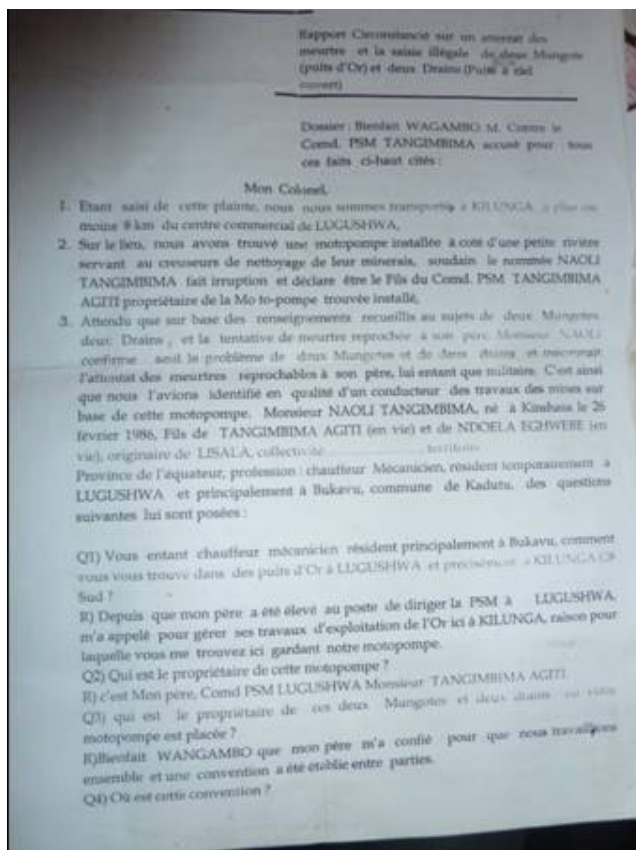 Rapport Circonstancié sur un attentat des
meurtre et la saisie illégale de deux Mungote
(puits d'Or) et deux Drains (Puits à ciel
ouvert)
Dossier : Bienfait WAGAMBO M. Contre le
Comd. PSM TANGIMBIMA accusé pour tous
ces faits ci-haut cités :
Mon Colonel,
1. Etant saisi de cette plainte, nous nous sommes transportés à KILUNGA à plus ou
moins 8 km du centre commercial de LUGUSHWA,
2. Sur le lieu, nous avons trouvé une motopompe installée à coté d'une petite rivière
servant au creuseurs de nettoyage de leur minerais, soudain le nommée NAOLI
TANGIMBIMA fait irruption et déclare être le Fils du Comd. PSM TANGIMBIMA
AGITI propriétaire de la Mo to-pompe trouvée installé,
3. Attendu que sur base des renseignements recueillis au sujets de deux Mungotes
deux Drains, et la tentative de meurtre reprochée à son père, Monsieur NAOLI
confirme seul le problème de deux Mungotes et de deux drains, et méconnait
l'attentat des meurtres reprochables à son père, lui entant que militaire. C'est ainsi
que nous l'avions identifié en qualité d'un conducteur des travaux des mines sur
base de cette motopompe. Monsieur NAOLI TANGIMBIMA, né à Kinshasa le 26
février 1986, Fils de TANGIMBIMA AGITI (en vie) et de NDOELA EGHWEBE (en
vie), originaire de LISALA, collectivité territoire
Province de l'équateur, profession : chauffeur Mécanicien, résident temporairement à
LUGUSHWA et principalement à Bukavu, commune de Kadutu, des questions
suivantes lui sont posées :
Q1) Vous entant chauffeur mécanicien résident principalement à Bukavu, comment
vous vous trouvé dans des puits d'Or à LUGUSHWA et précisément à KILUNGA
Sud ?
R) Depuis que mon père a été élevé au poste de diriger la PSM à LUGUSHWA,
m'a appelé pour gérer ses travaux d'exploitation de l'Or ici à KILUNGA, raison pour
laquelle vous me trouvez ici gardant notre motopompe.
Q2) Qui est le propriétaire de cette motopompe ?
R) c'est Mon père, Comd PSM LUGUSHWA Monsieur TANGIMBIMA AGITI.
Q3) qui est le propriétaire de ces deux Mungotes et deux drains ou votre
motopompe est placée ?
R)Bienfait WANGAMBO que mon père m'a confié pour que nous travaillions
ensemble et une convention a été établie entre parties.
Q4) Où est cette convention ?